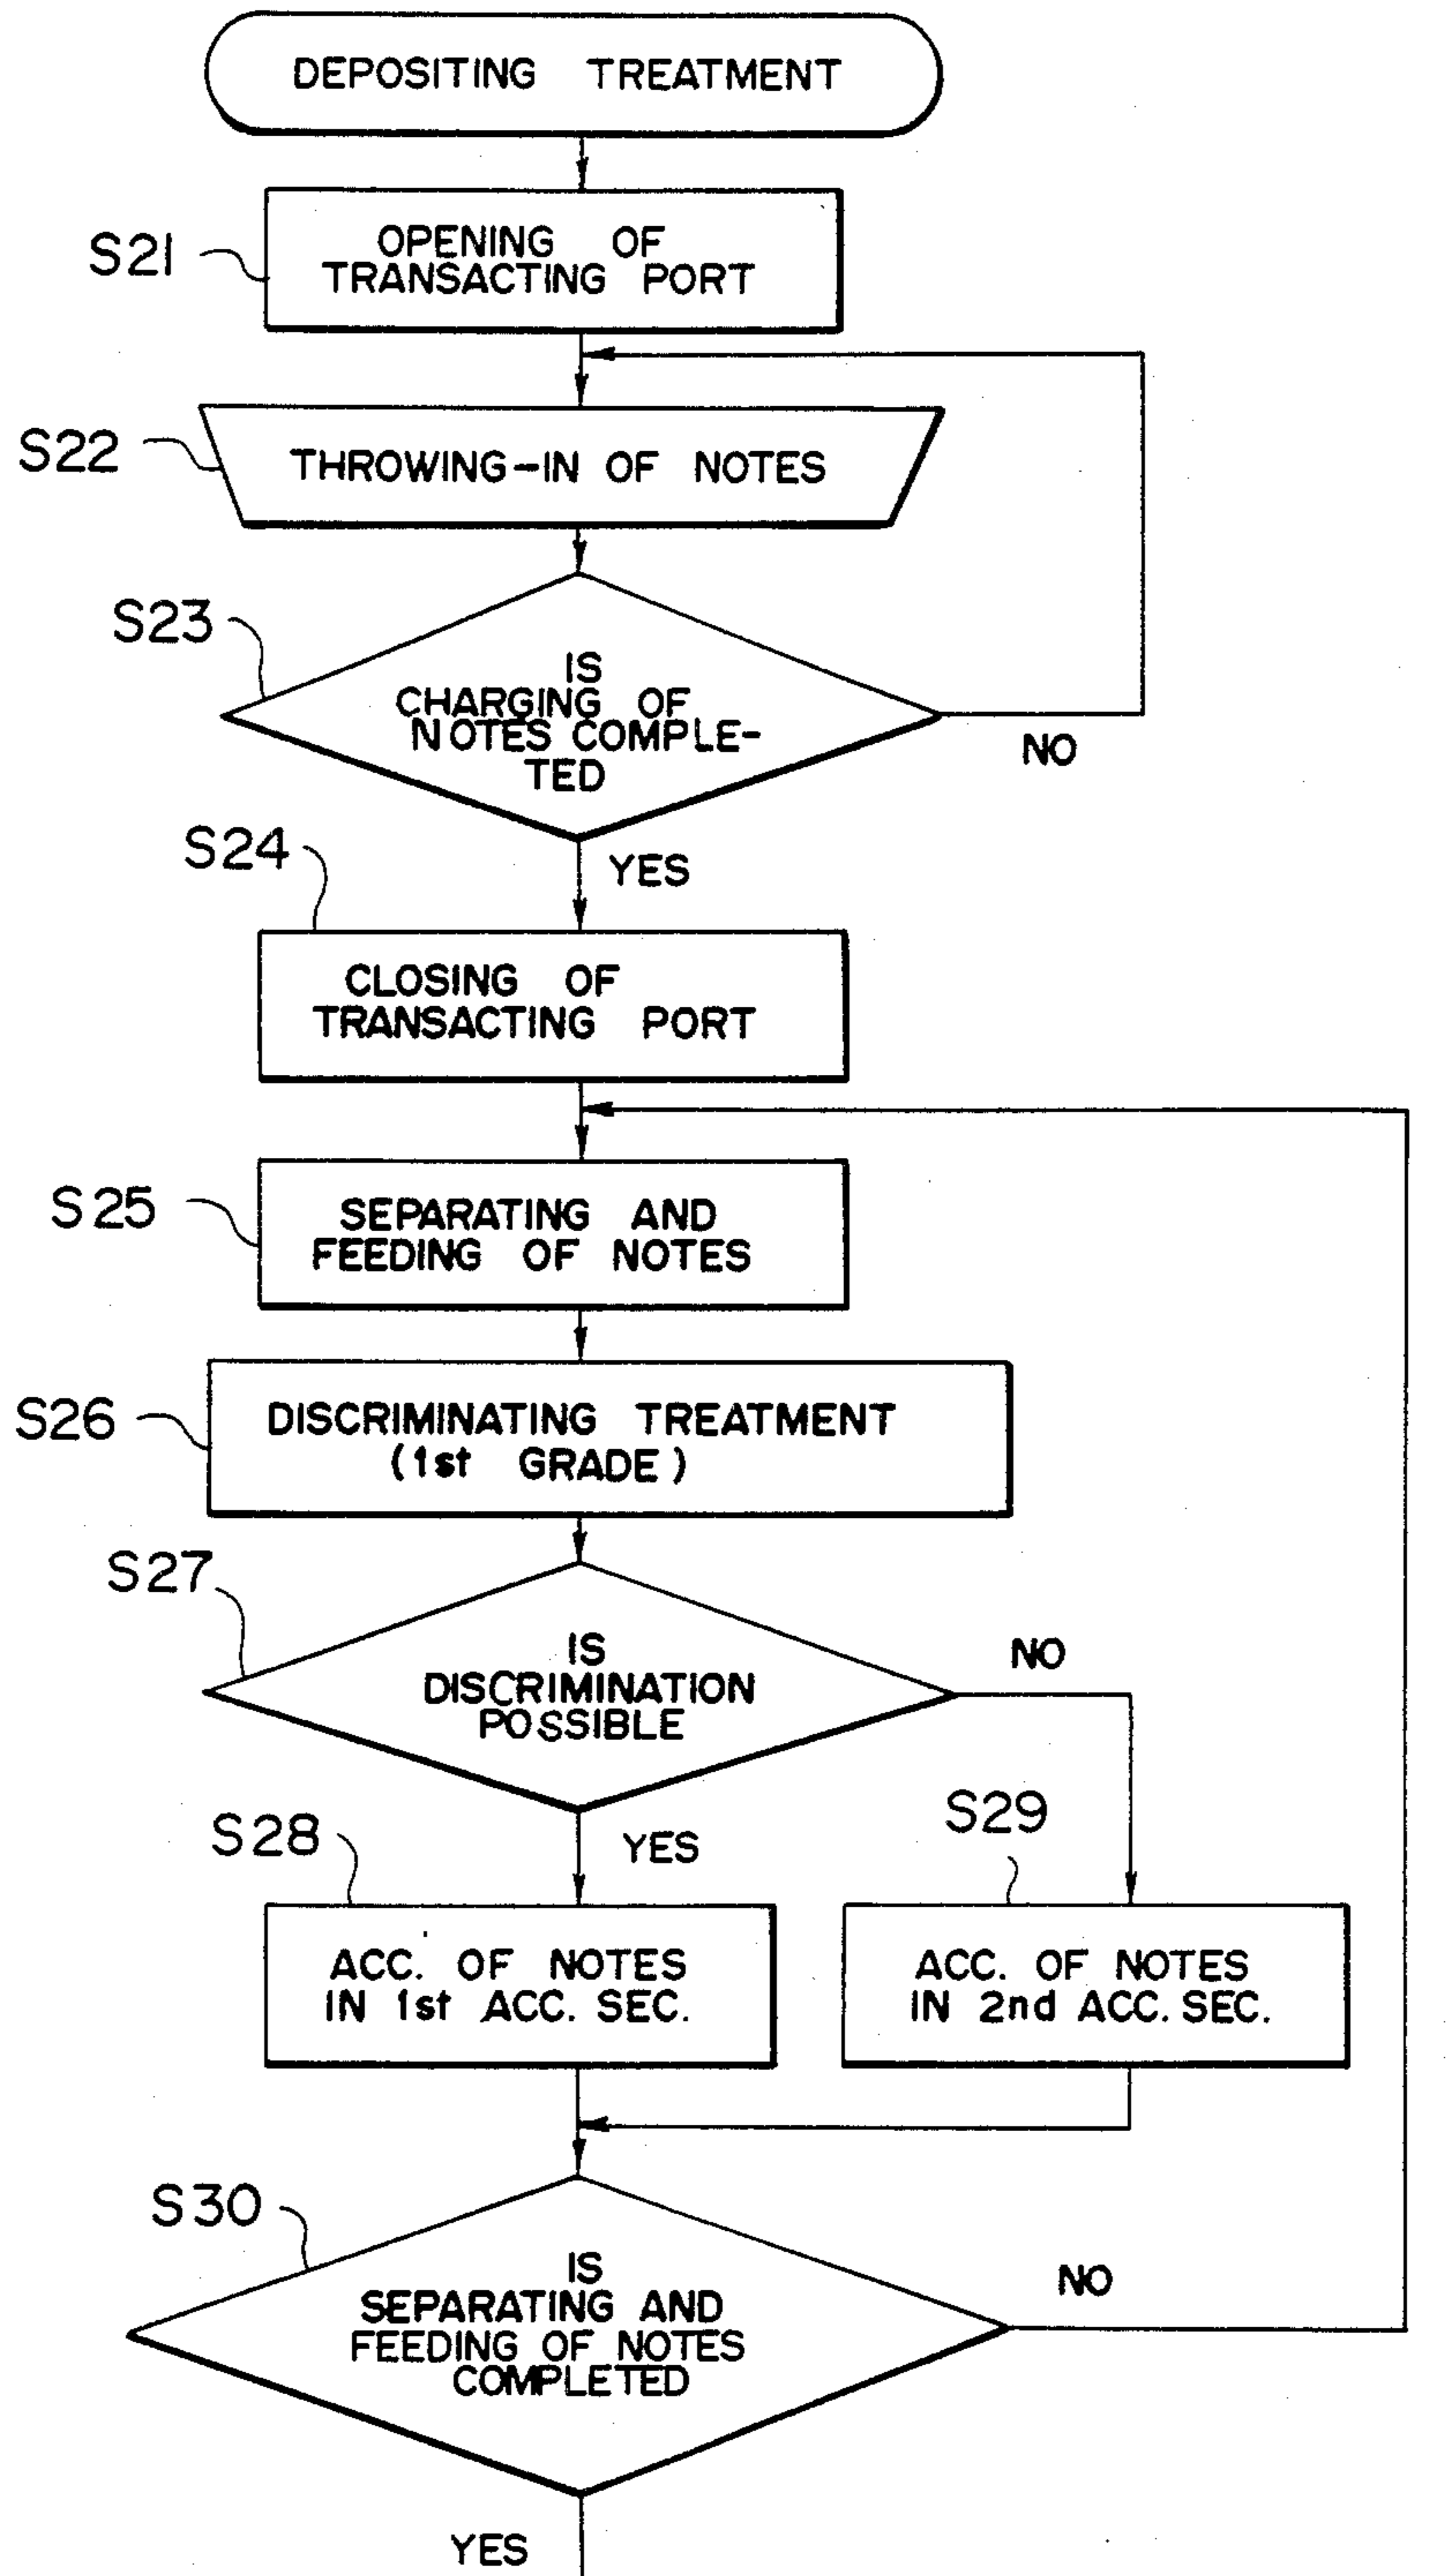 DEPOSITING TREATMENT
S21
OPENING OF
TRANSACTING PORT
S22
THROWING-IN OF NOTES
S23
IS
CHARGING OF
NOTES COMPLE-
TED
NO
S24
YES
CLOSING OF
TRANSACTING PORT
S25
SEPARATING AND
FEEDING OF NOTES
S26
DISCRIMINATING TREATMENT
(1st GRADE)
S27
IS
DISCRIMINATION
POSSIBLE
NO
S28
YES
S29
ACC. OF NOTES
IN 1st ACC. SEC.
ACC. OF NOTES
IN 2nd ACC. SEC.
S30
IS
SEPARATING AND
FEEDING OF NOTES
COMPLETED
NO
YES